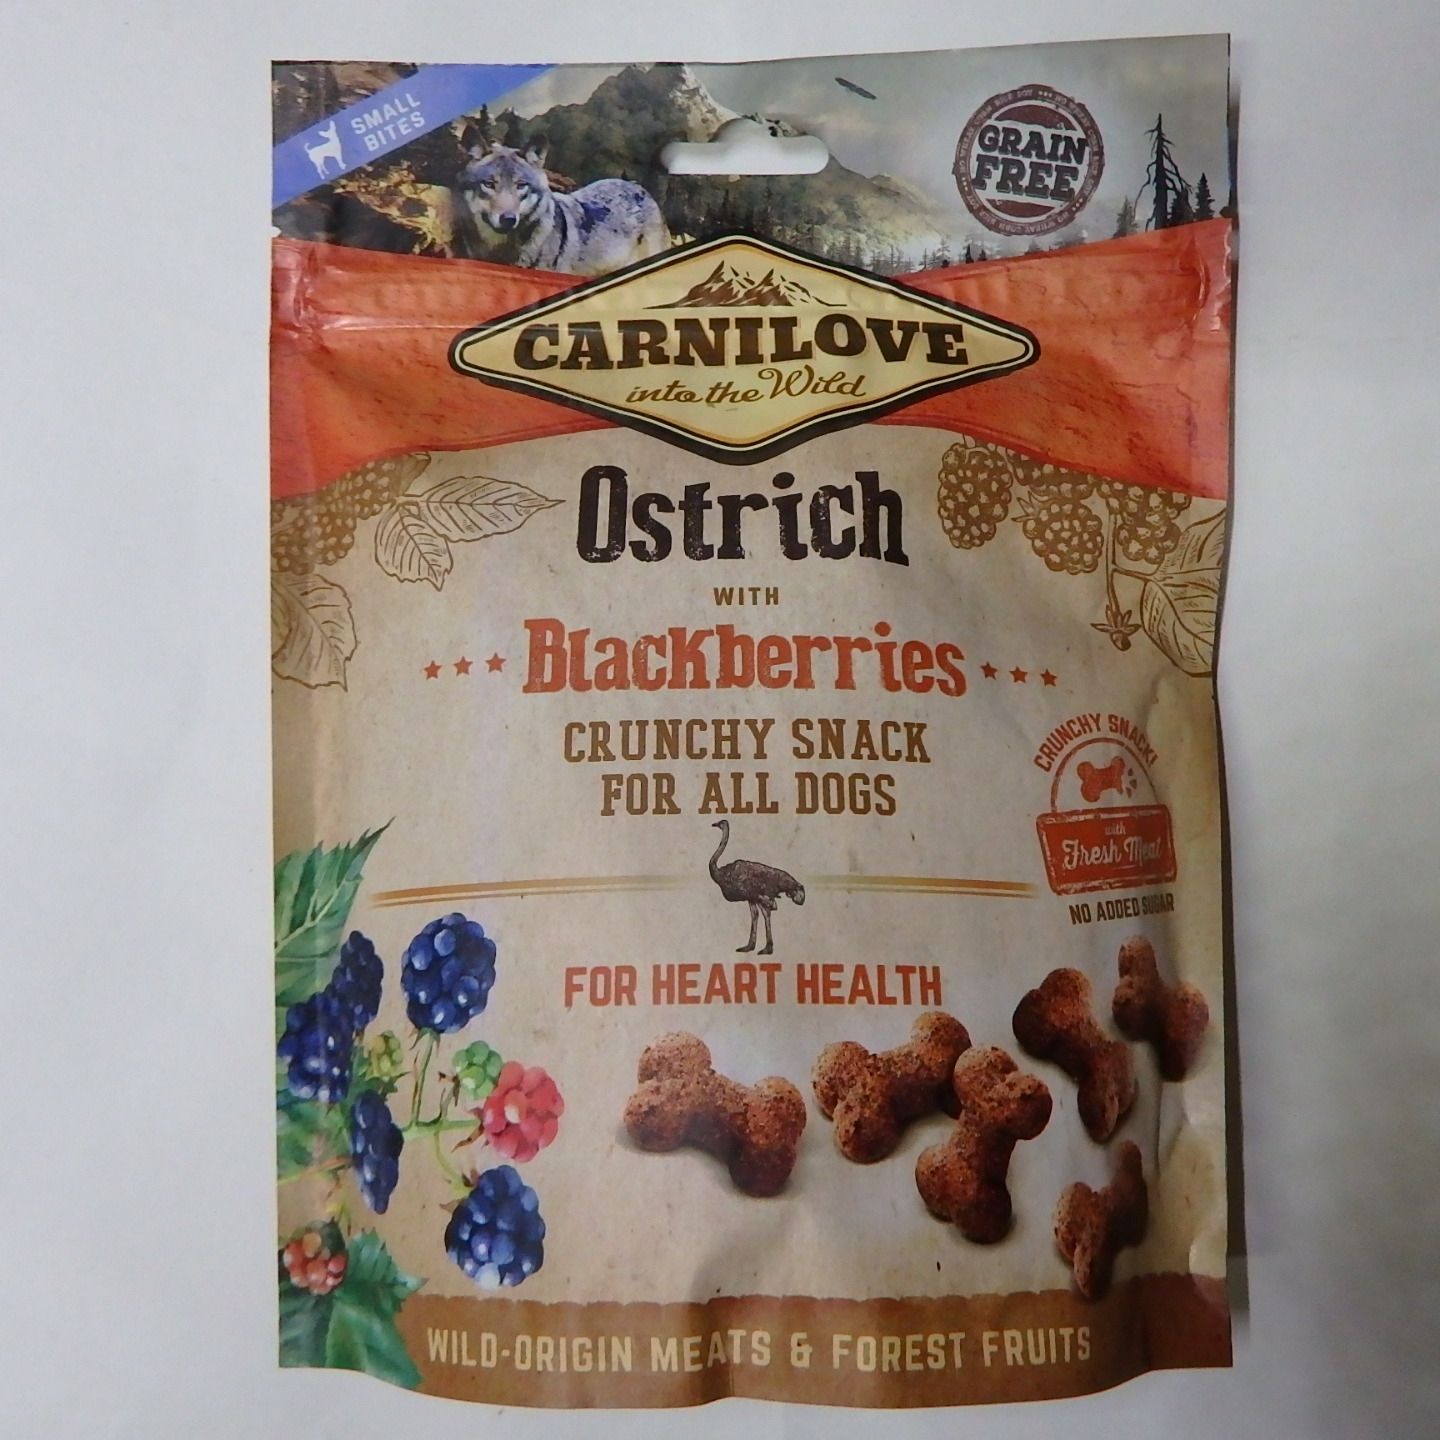 SMALL
BITES
GRAIN
FREE
CARNILOVE
into the Wild
Ostrich
WITH
Blackberries
CRUNCHY SNACK
FOR ALL DOGS
CRUNCHY SNACK!
with
Fresh Meat
NO ADDED SUGAR
FOR HEART HEALTH
WILD-ORIGIN MEATS & FOREST FRUITS